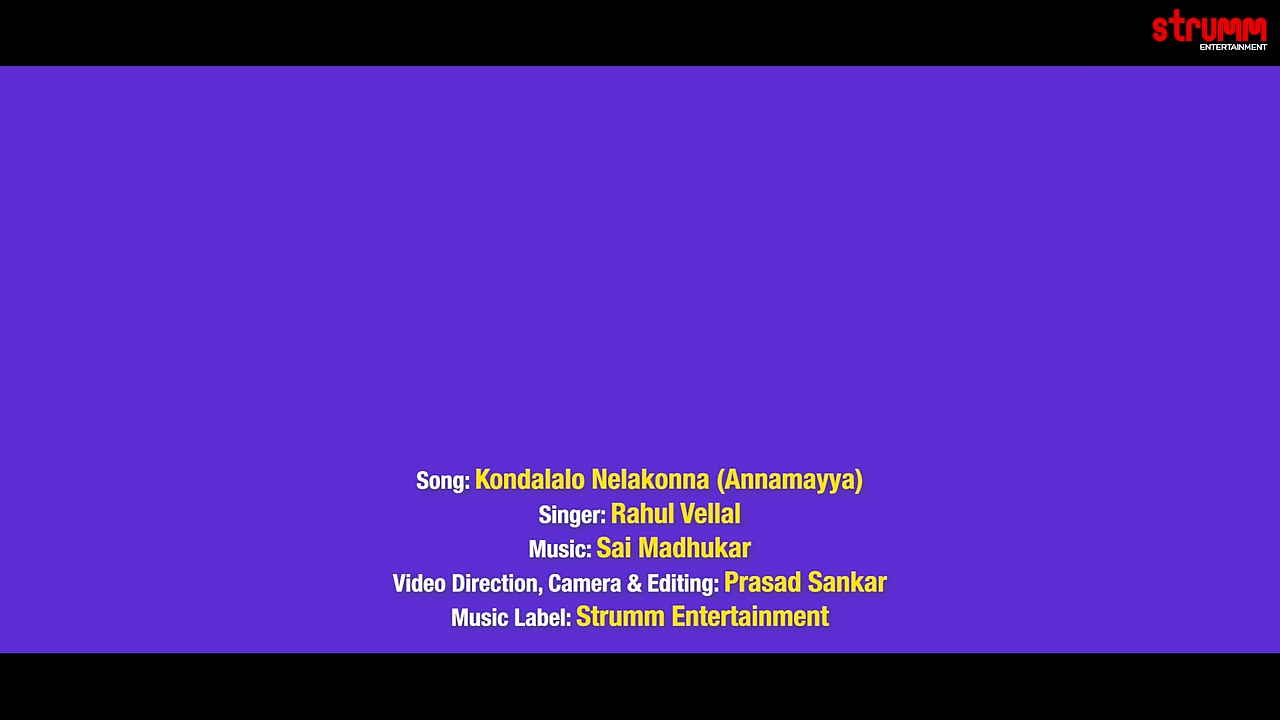 strumm
ENTERTAINMENT
Song: Kondalalo Nelakonna (Annamayya)
Singer: Rahul Vellal
Music: Sai Madhukar
Video Direction, Camera & Editing: Prasad Sankar
Music Label: Strumm Entertainment